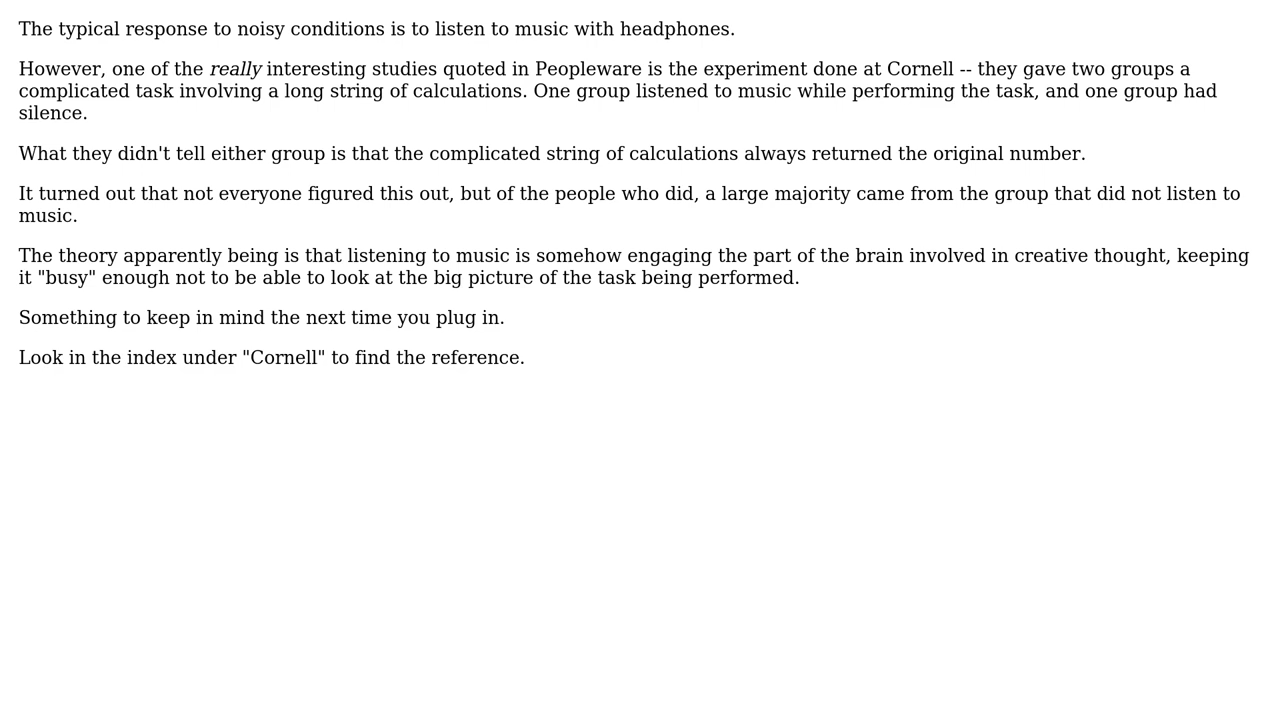 The typical response to noisy conditions is to listen to music with headphones.
However, one of the really interesting studies quoted in Peopleware is the experiment done at Cornell -- they gave two groups a
complicated task involving a long string of calculations. One group listened to music while performing the task, and one group had
silence.
What they didn't tell either group is that the complicated string of calculations always returned the original number.
It turned out that not everyone figured this out, but of the people who did, a large majority came from the group that did not listen to
music.
The theory apparently being is that listening to music is somehow engaging the part of the brain involved in creative thought, keeping
it "busy" enough not to be able to look at the big picture of the task being performed.
Something to keep in mind the next time you plug in.
Look in the index under "Cornell" to find the reference.